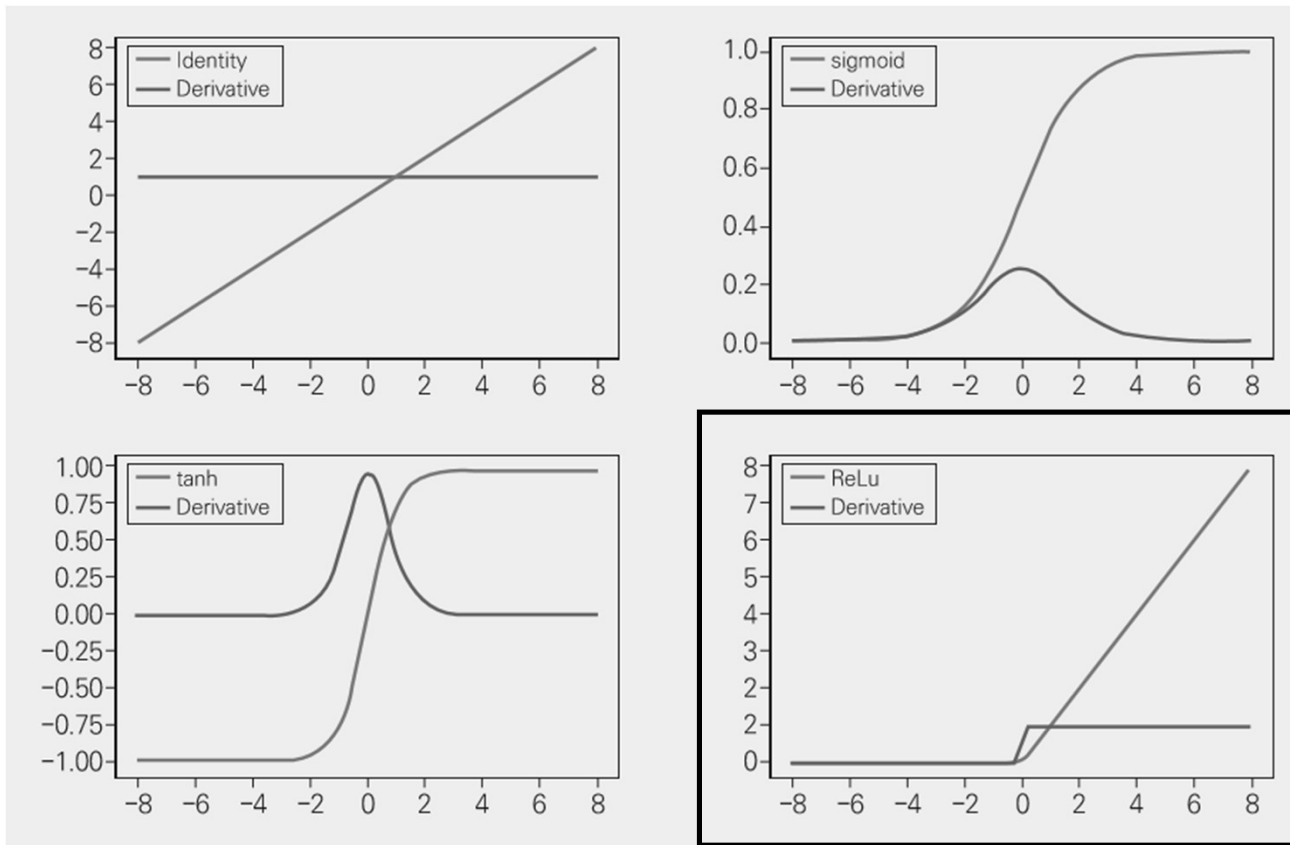 Identity
Derivative
8
6
4
2
0
−2
−4
−6
−8
−8 −6 −4 −2 0 2 4 6 8
sigmoid
Derivative
1.0
0.8
0.6
0.4
0.2
0.0
−8 −6 −4 −2 0 2 4 6 8
tanh
Derivative
1.00
0.75
0.50
0.25
0.00
−0.25
−0.50
−0.75
−1.00
−8 −6 −4 −2 0 2 4 6 8
ReLu
Derivative
8
7
6
5
4
3
2
2
0
−8 −6 −4 −2 0 2 4 6 8